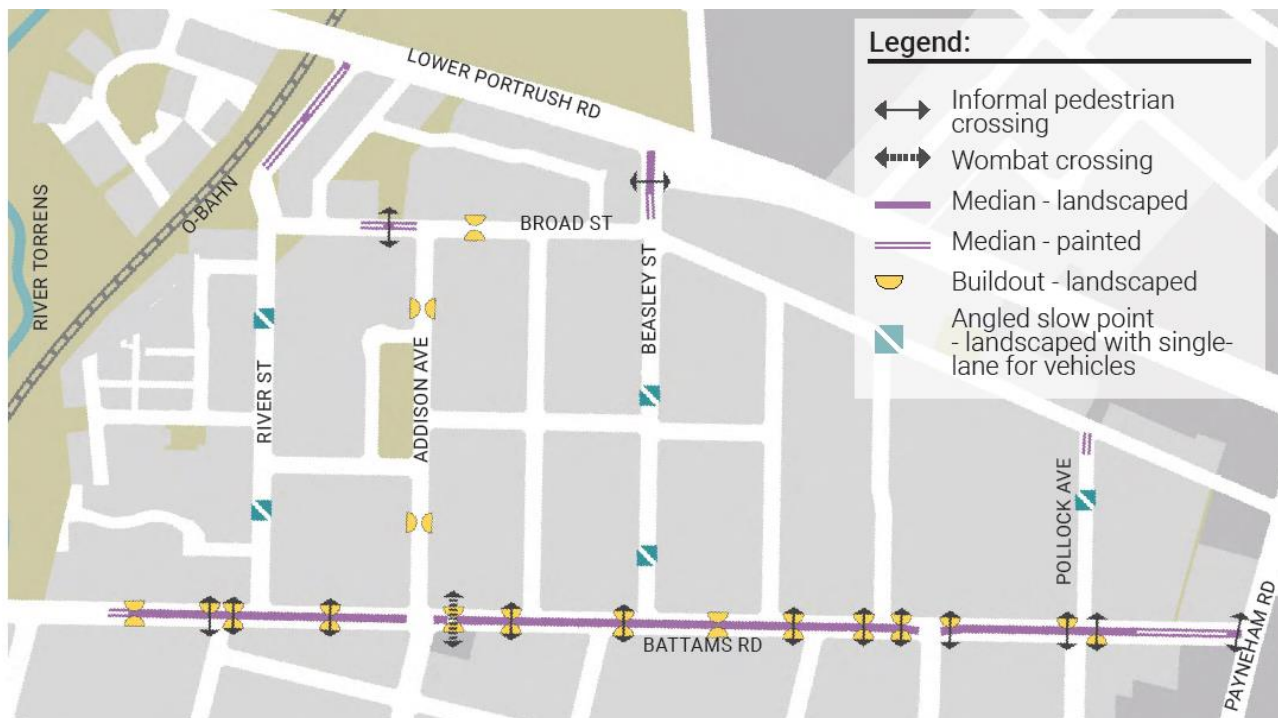 Legend:
Informal pedestrian
crossing
Wombat crossing
Median - landscaped
Median - painted
Buildout - landscaped
Angled slow point
- landscaped with single-
lane for vehicles
LOWER PORTRUSH RD
O-BAHN
RIVER TORRENS
BROAD ST
BEASLEY ST
ADDISON AVE
RIVER ST
POLLOCK AVE
BATTAMS RD
PAYNEHAM RD